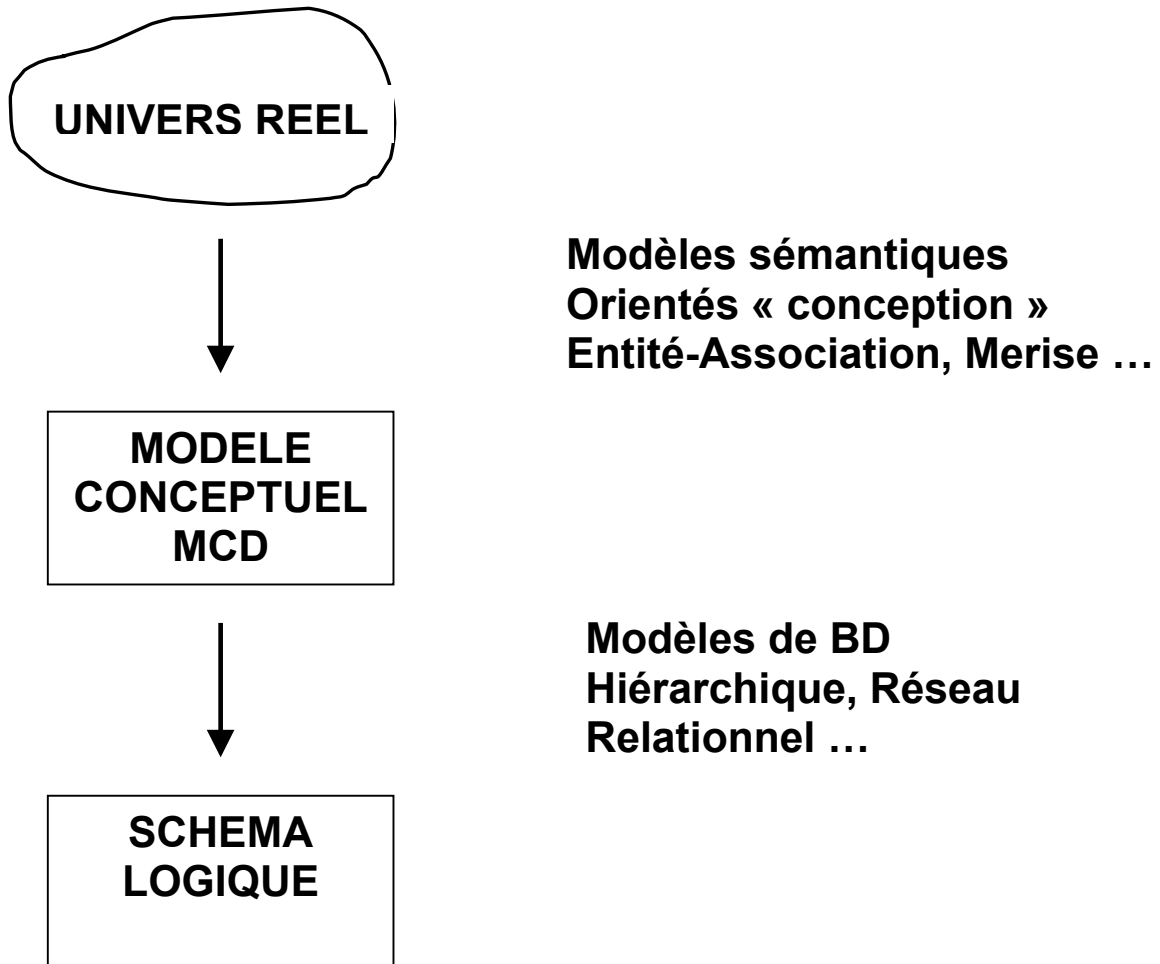 UNIVERS REEL
Modèles sémantiques
Orientés « conception »
Entité-Association, Merise …
MODELE
CONCEPTUEL
MCD
Modèles de BD
Hiérarchique, Réseau
Relationnel …
SCHEMA
LOGIQUE